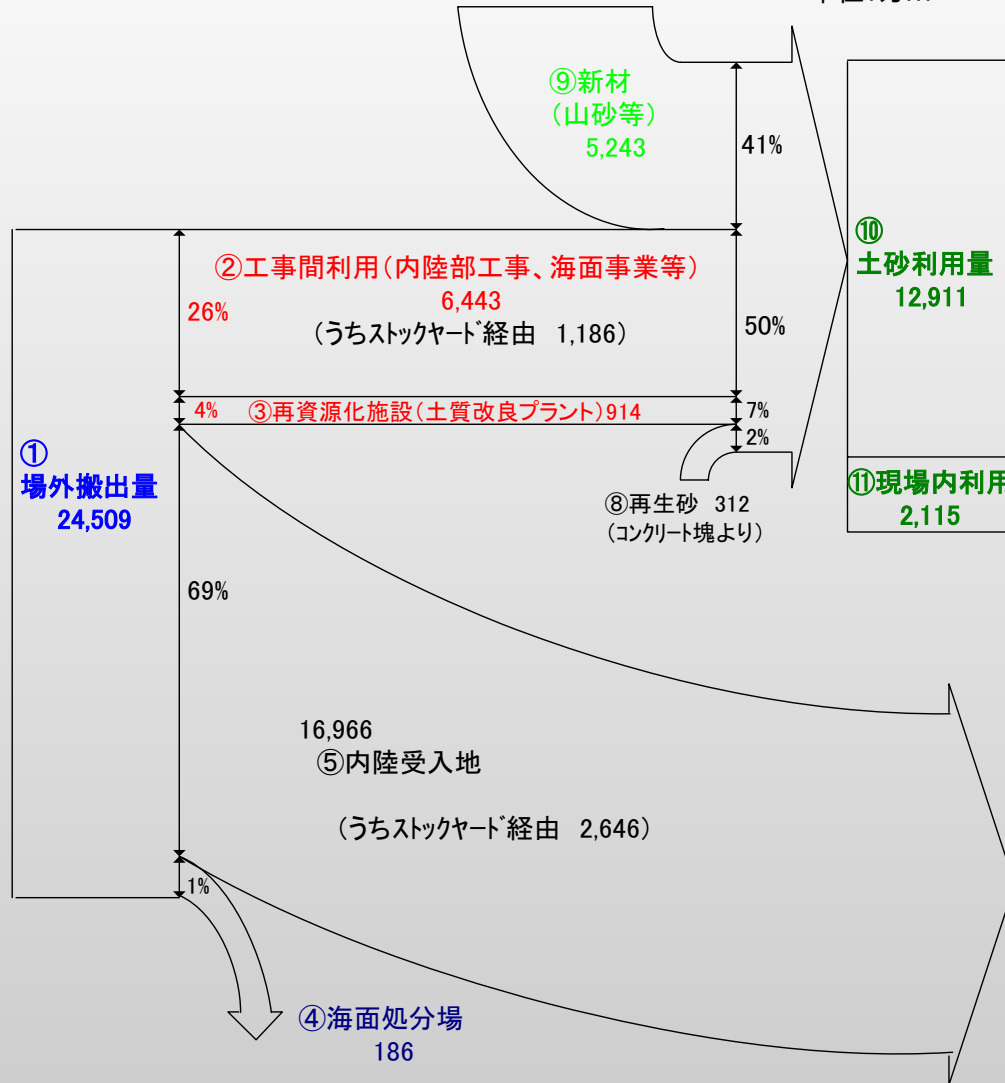 ⑨新材
（山砂等）
5,243
41%
②工事間利用（内陸部工事、海面事業等）
6,443
（うちストックヤード経由 1,186）
26%
50%
⑩
土砂利用量
12,911
4%
③再資源化施設（土質改良プラント）914
7%
2%
①
場外搬出量
24,509
⑧再生砂 312
（コンクリート塊より）
⑪現場内利用
2,115
69%
16,966
⑤内陸受入地
（うちストックヤード経由 2,646）
1%
④海面処分場
186